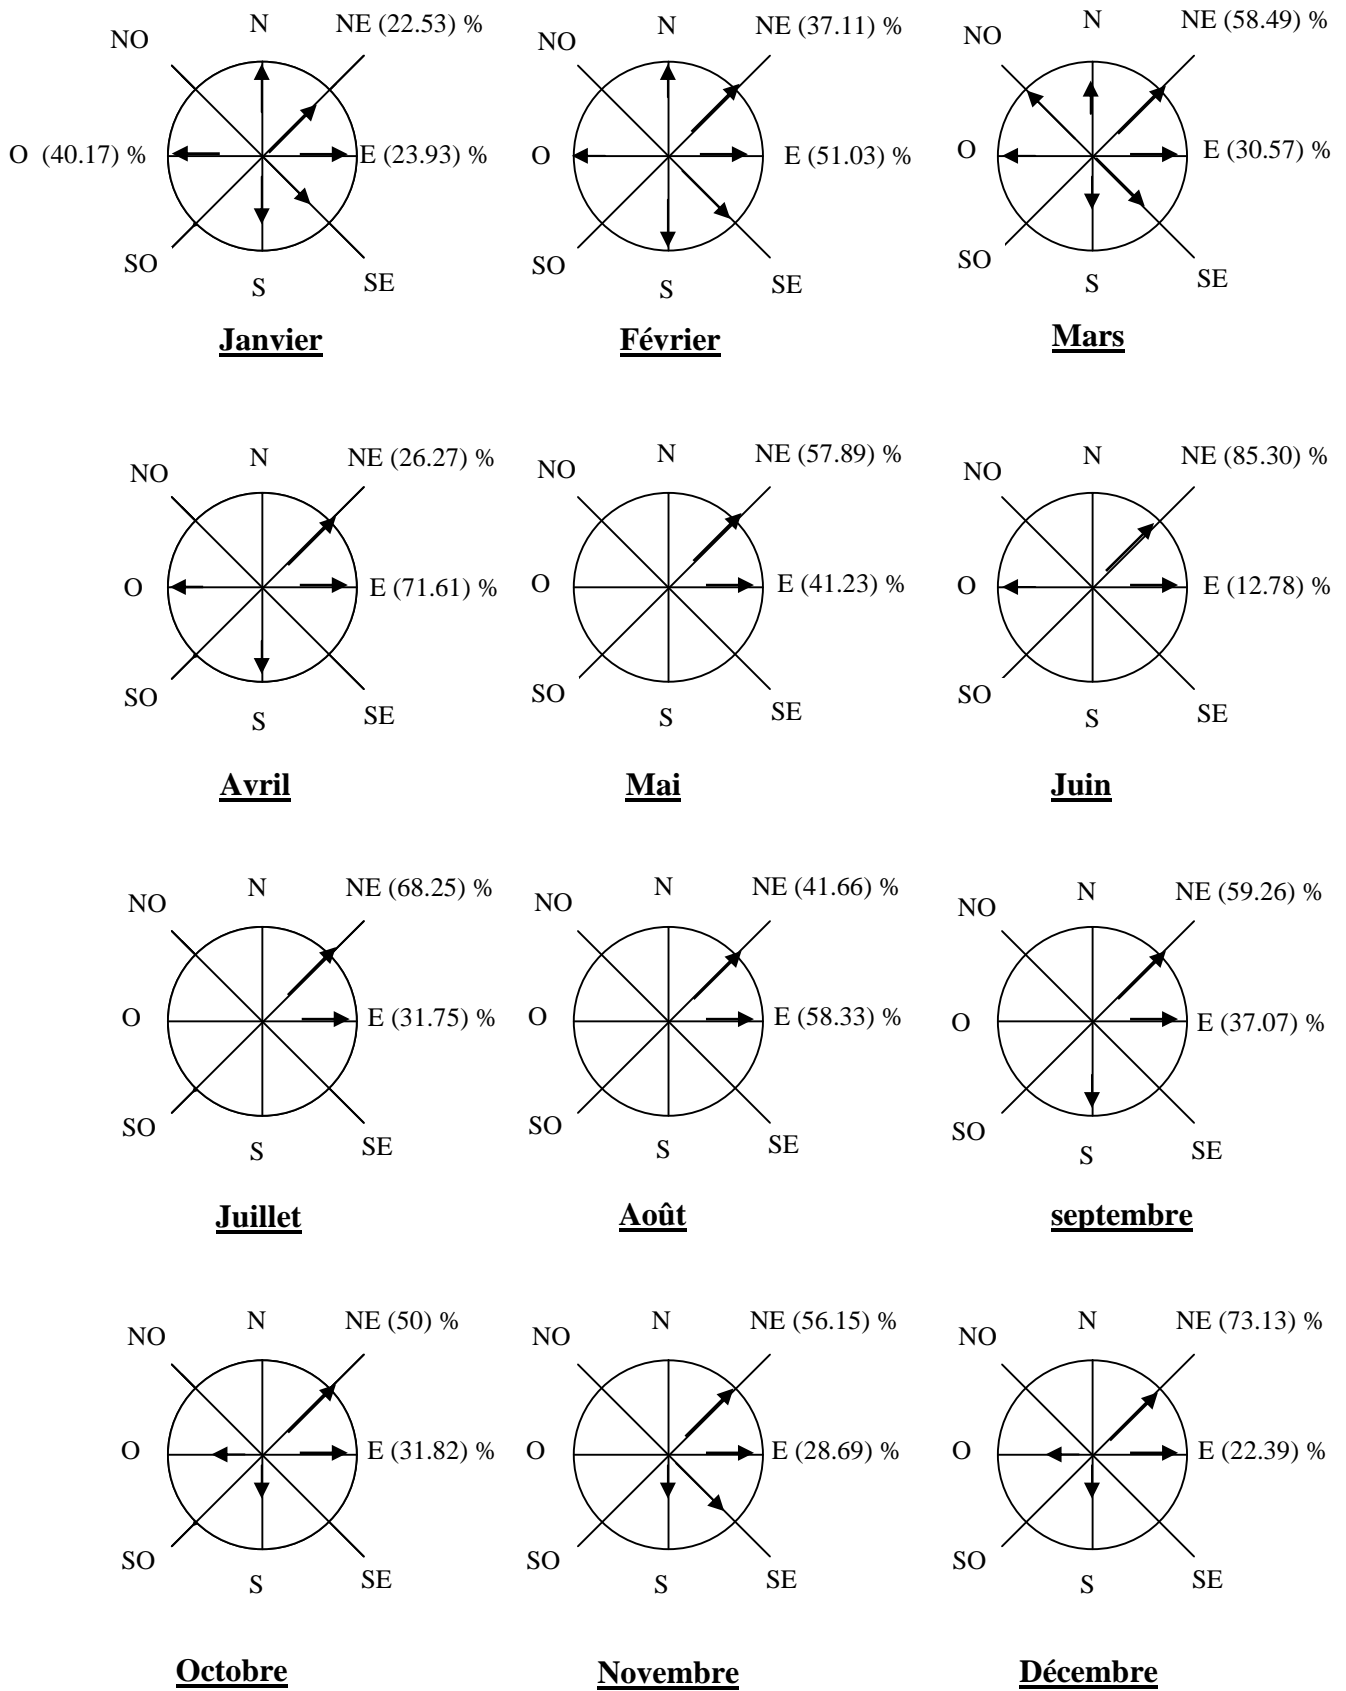 N
NE (22.53) %
NO
O (40.17) %
E (23.93) %
SO
S
SE
Janvier
N
NE (37.11) %
NO
O
E (51.03) %
SO
S
SE
Février
N
NE (58.49) %
NO
O
E (30.57) %
SO
S
SE
Mars
N
NE (26.27) %
NO
O
E (71.61) %
SO
S
SE
Avril
N
NE (57.89) %
NO
O
E (41.23) %
SO
S
SE
Mai
N
NE (85.30) %
NO
O
E (12.78) %
SO
S
SE
Juin
N
NE (68.25) %
NO
O
E (31.75) %
SO
S
SE
Juillet
N
NE (41.66) %
NO
O
E (58.33) %
SO
S
SE
Août
N
NE (59.26) %
NO
O
E (37.07) %
SO
S
SE
septembre
N
NE (50) %
NO
O
E (31.82) %
SO
S
SE
Octobre
N
NE (56.15) %
NO
O
E (28.69) %
SO
S
SE
Novembre
N
NE (73.13) %
NO
O
E (22.39) %
SO
S
SE
Décembre